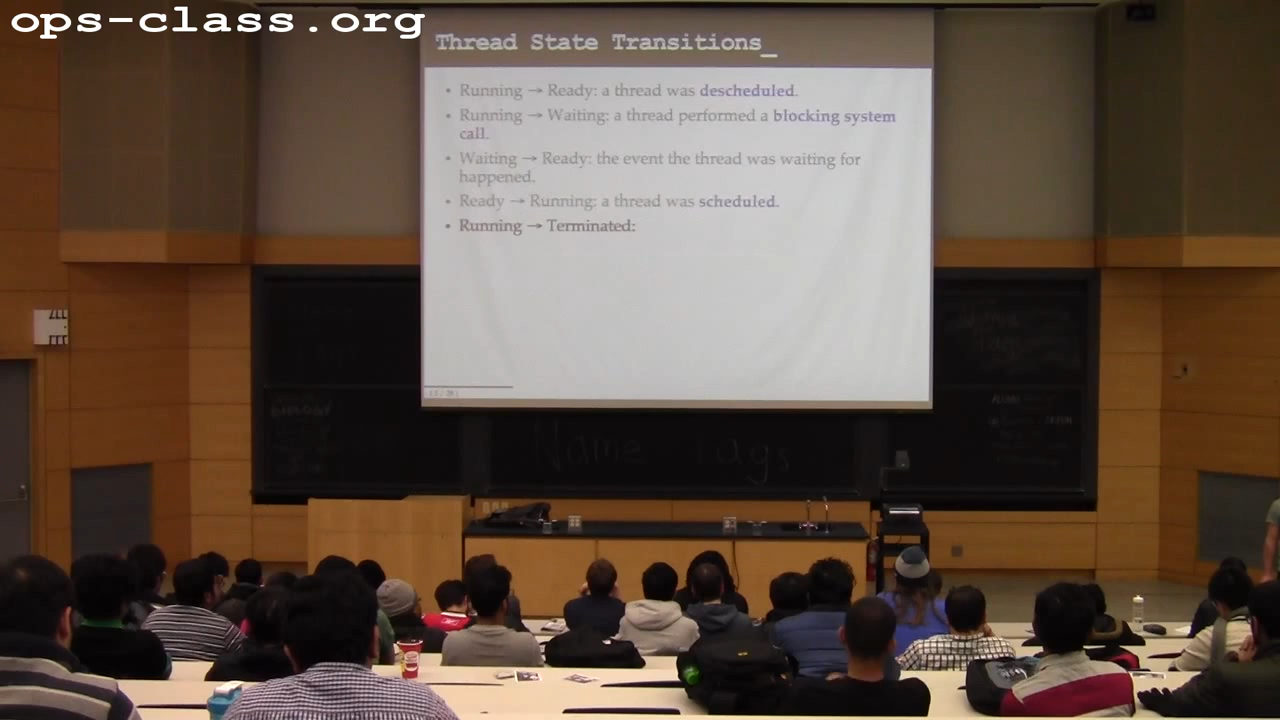 ops-class.org
Thread State Transitions_
• Running → Ready: a thread was descheduled.
• Running → Waiting: a thread performed a blocking system
call.
• Waiting → Ready: the event the thread was waiting for
happened.
• Ready → Running: a thread was scheduled.
• Running → Terminated:
Name Tags